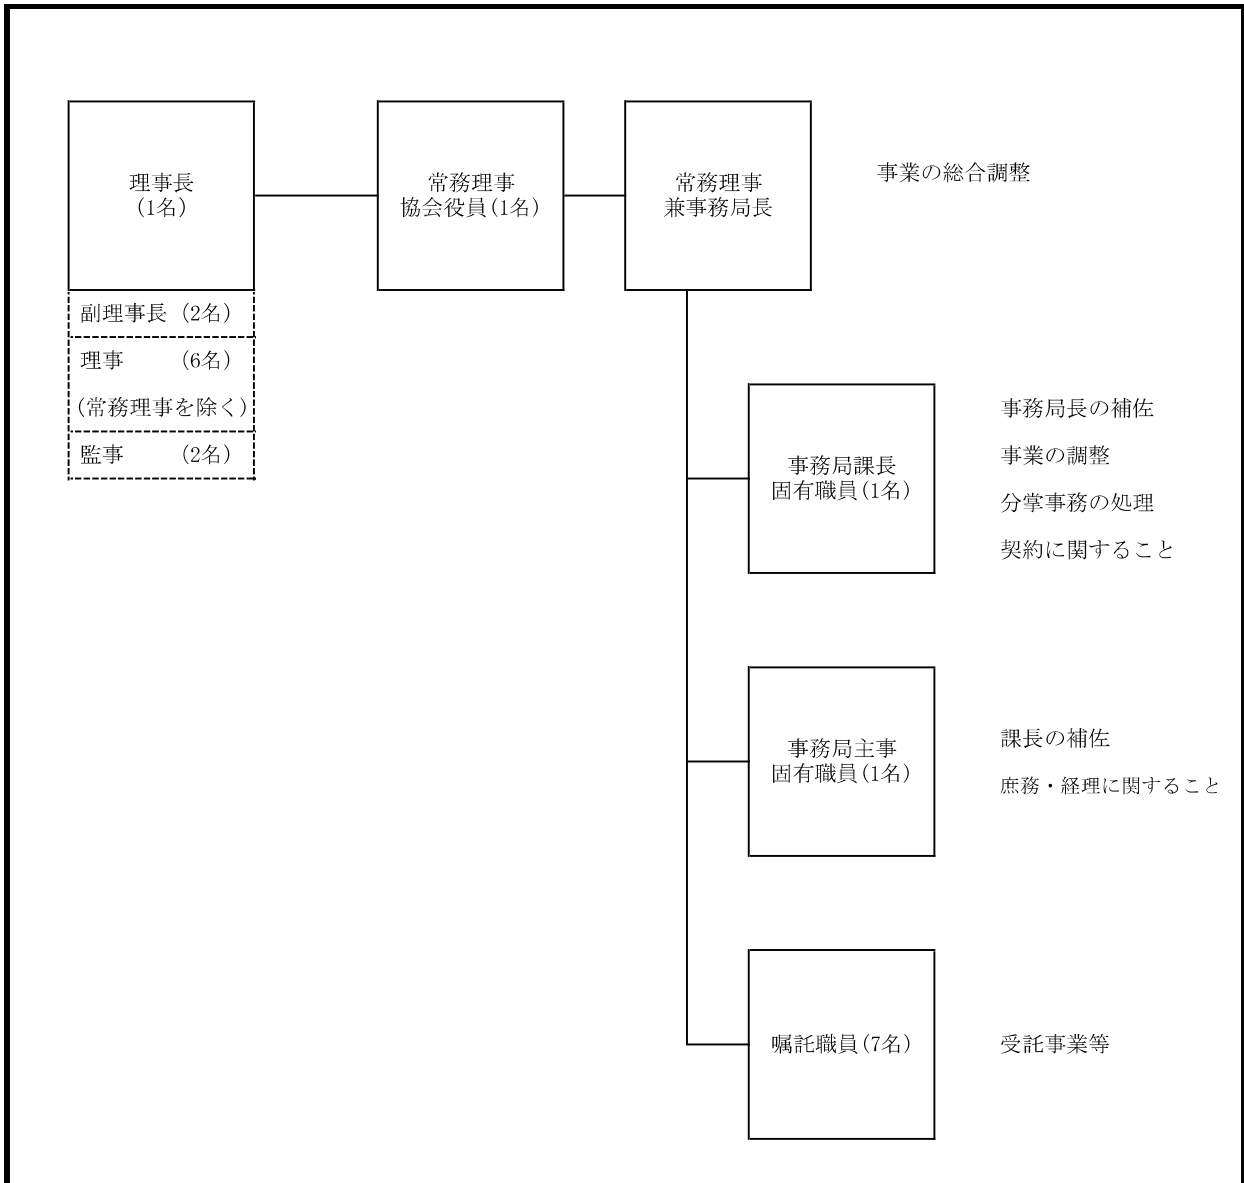 理事長
(1名)
常務理事
協会役員(1名)
常務理事
兼事務局長
事業の総合調整
副理事長 (2名)
理事 (6名)
(常務理事を除く)
監事 (2名)
事務局課長
固有職員(1名)
事務局長の補佐
事業の調整
分掌事務の処理
契約に関すること
事務局主事
固有職員(1名)
課長の補佐
庶務・経理に関すること
嘱託職員(7名)
受託事業等